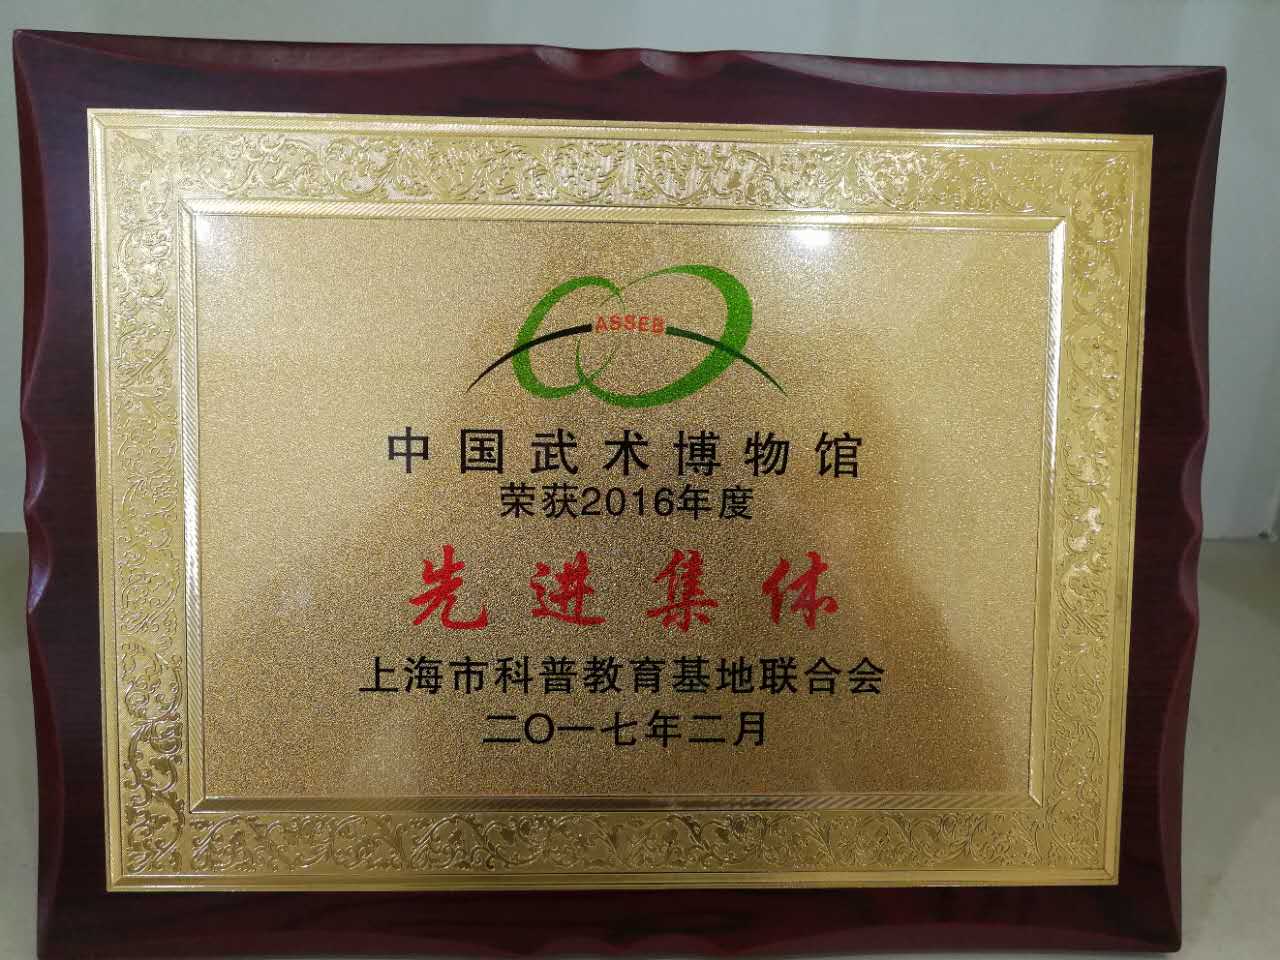 ASSEB
中国武术博物馆
荣获2016年度
先进集体
上海市科普教育基地联合会
二〇一七年二月